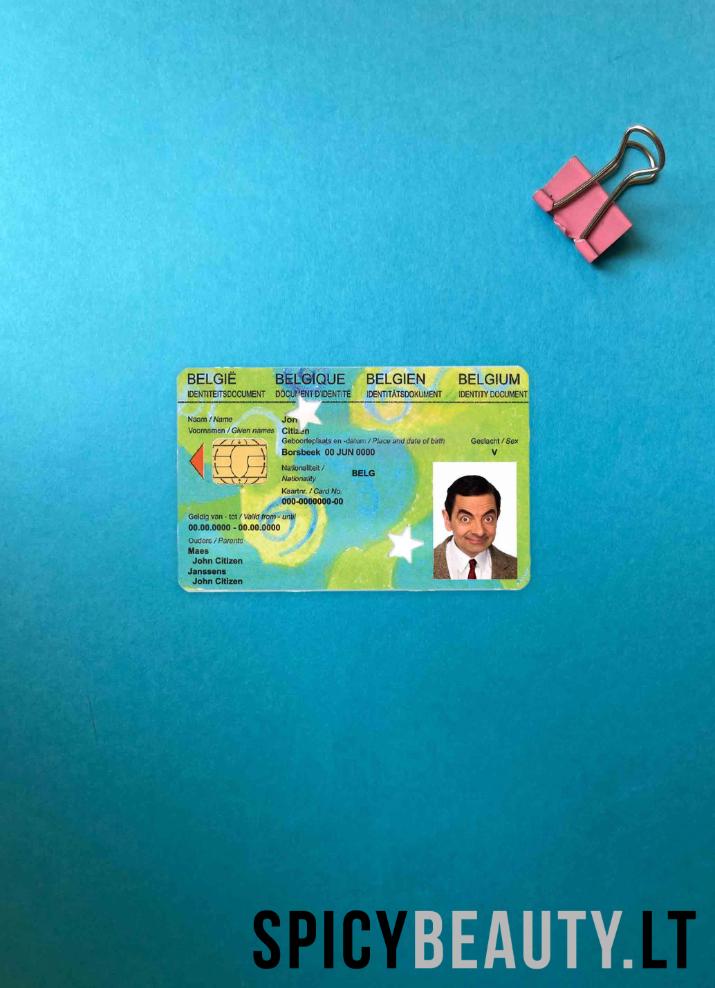 BELGIË BELGIQUE BELGIEN BELGIUM
IDENTITEITSDOCUMENT DOCUMENT D'IDENTITÉ IDENTITÄTSDOKUMENT IDENTITY DOCUMENT
Naam / Name Jon
Voornamen / Given names Citizen
Geboorteplaats en -datum / Place and date of birth Geslacht / Sex
Borsbeek 00 JUN 0000 V
Nationaliteit /
Nationality BELG
Kaartnr. / Card No.
000-0000000-00
Geldig van - tot / Valid from - until
00.00.0000 - 00.00.0000
Ouders / Parents
Maes
John Citizen
Janssens
John Citizen
SPICYBEAUTY.LT